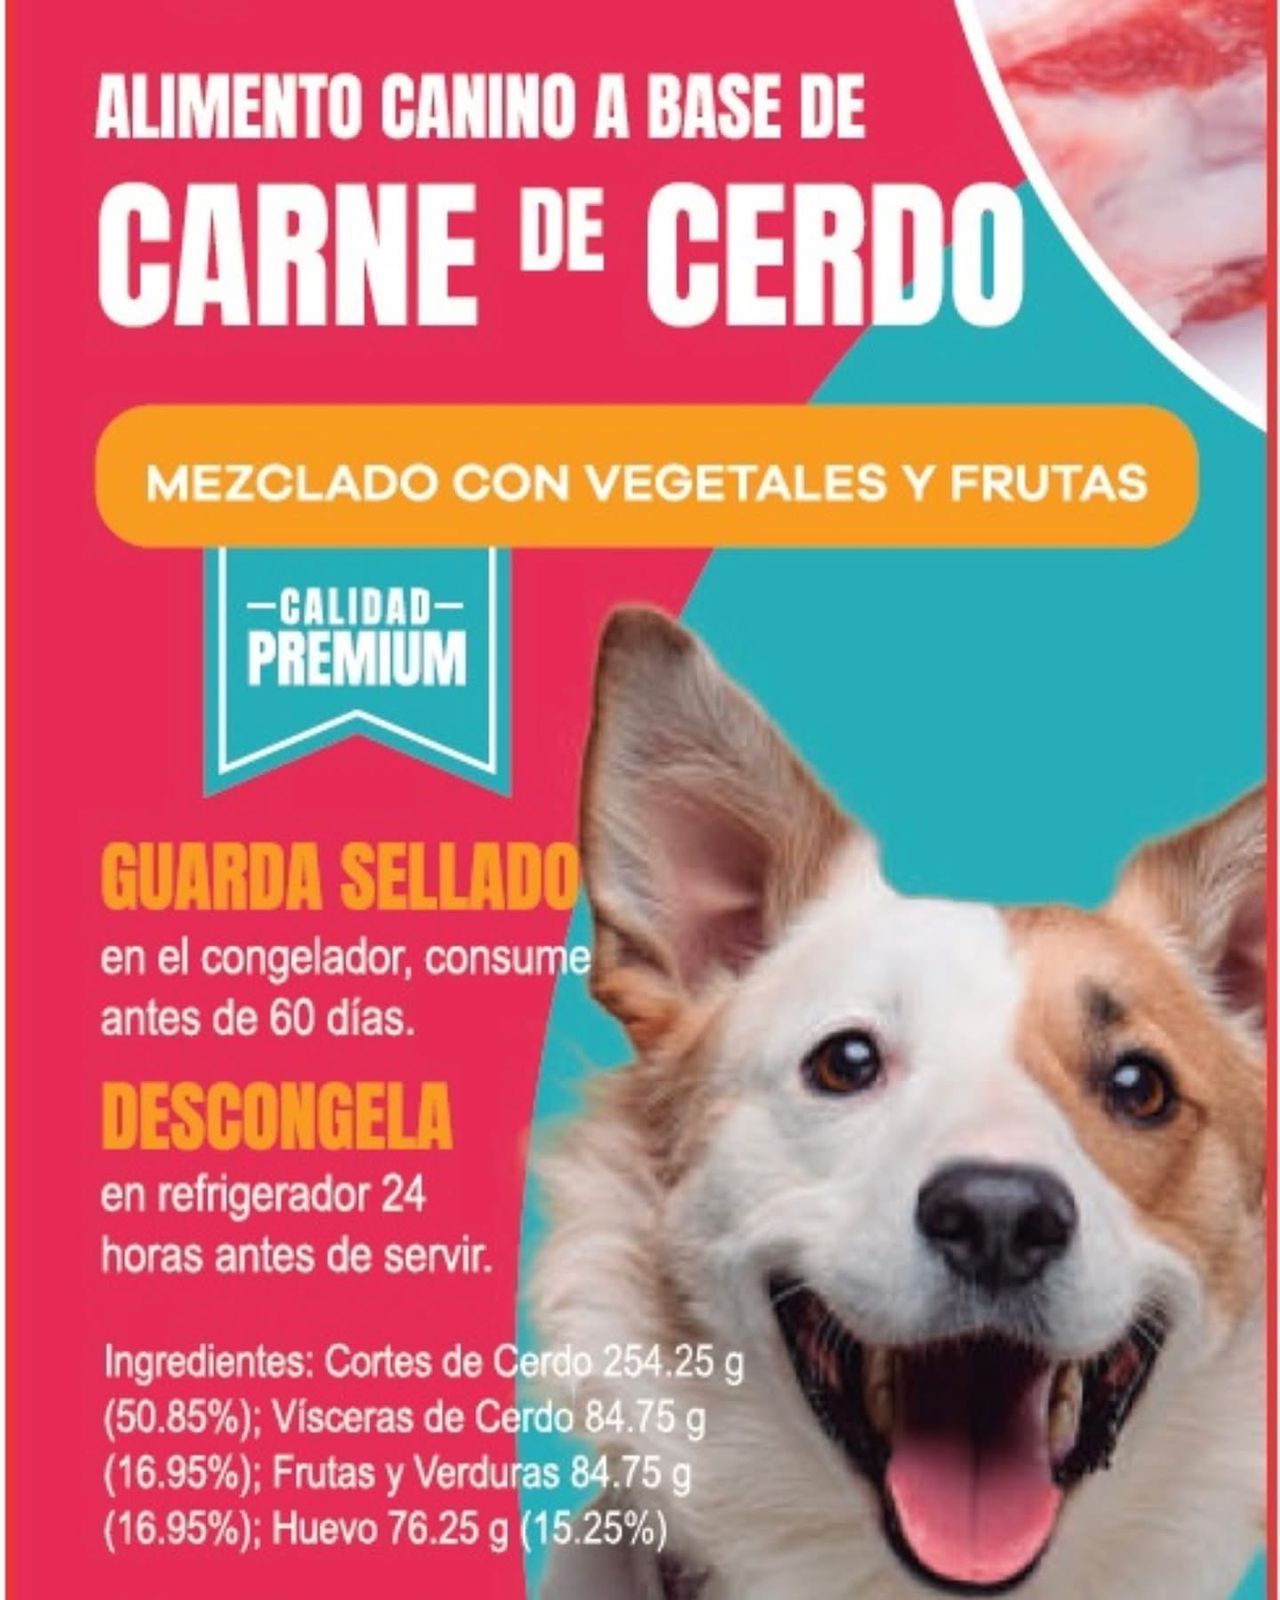 ALIMENTO CANINO A BASE DE
CARNE DE CERDO
MEZCLADO CON VEGETALES Y FRUTAS
–CALIDAD–
PREMIUM
GUARDA SELLADO
en el congelador, consume
antes de 60 días.
DESCONGELA
en refrigerador 24
horas antes de servir.
Ingredientes: Cortes de Cerdo 254.25 g
(50.85%); Vísceras de Cerdo 84.75 g
(16.95%); Frutas y Verduras 84.75 g
(16.95%); Huevo 76.25 g (15.25%)